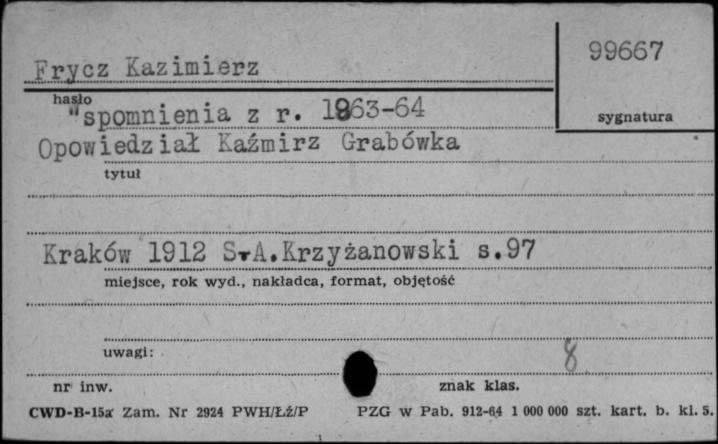 Frycz Kazimierz
99667
hasło
"spomnienia z r. 1863-64
sygnatura
Opowiedział Kaźmirz Grabówka
tytuł
Kraków 1912 S.A.Krzyżanowski s.97
miejsce, rok wyd., nakładca, format, objętość
uwagi:
8
nr inw.
znak klas.
CWD-B-15a Zam. Nr 2924 PWH/Łź/P PZG w Pab. 912-64 1 000 000 szt. kart. b. kl. 5.